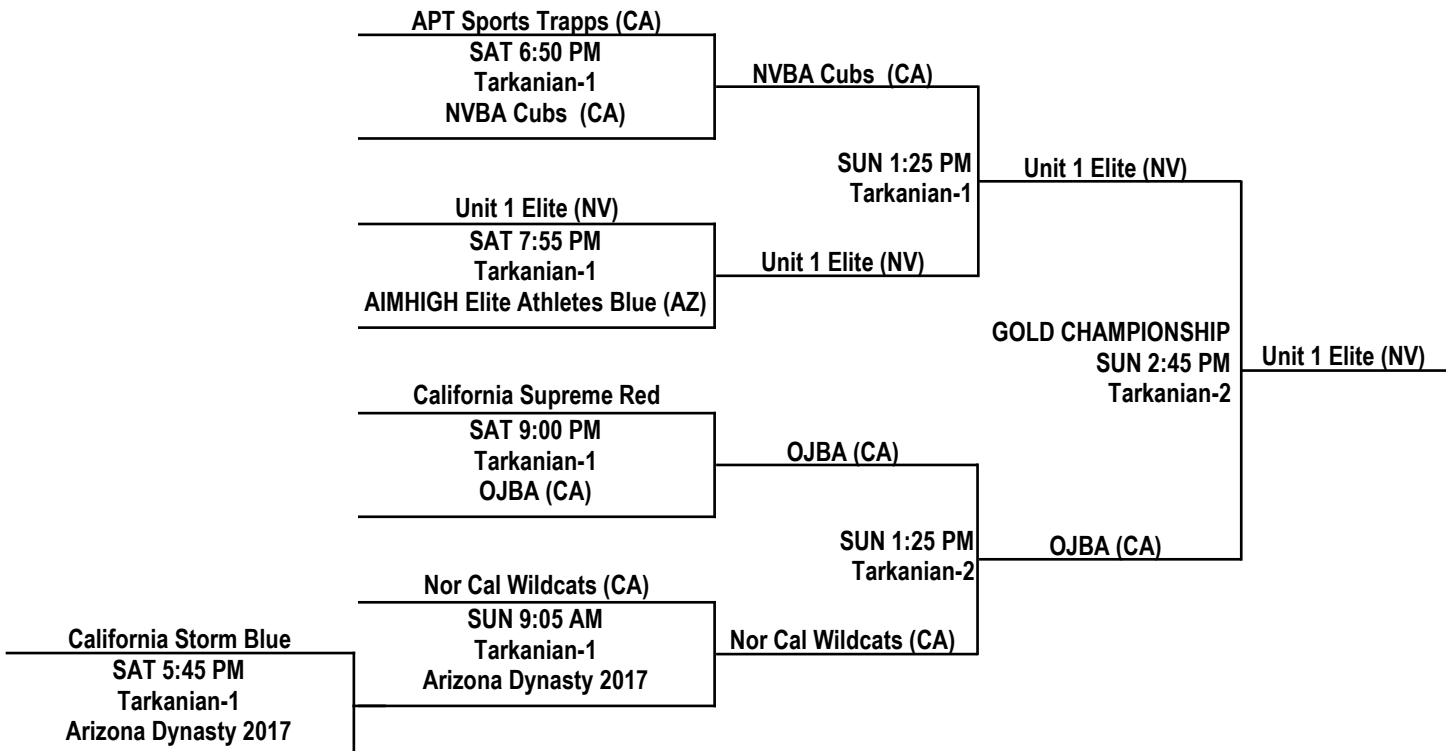 APT Sports Trapps (CA)
SAT 6:50 PM
Tarkanian-1
NVBA Cubs (CA)
NVBA Cubs (CA)
SUN 1:25 PM
Tarkanian-1
Unit 1 Elite (NV)
Unit 1 Elite (NV)
SAT 7:55 PM
Tarkanian-1
AIMHIGH Elite Athletes Blue (AZ)
Unit 1 Elite (NV)
GOLD CHAMPIONSHIP
SUN 2:45 PM
Tarkanian-2
Unit 1 Elite (NV)
California Supreme Red
SAT 9:00 PM
Tarkanian-1
OJBA (CA)
OJBA (CA)
SUN 1:25 PM
Tarkanian-2
OJBA (CA)
Nor Cal Wildcats (CA)
SUN 9:05 AM
Tarkanian-1
Arizona Dynasty 2017
Nor Cal Wildcats (CA)
California Storm Blue
SAT 5:45 PM
Tarkanian-1
Arizona Dynasty 2017